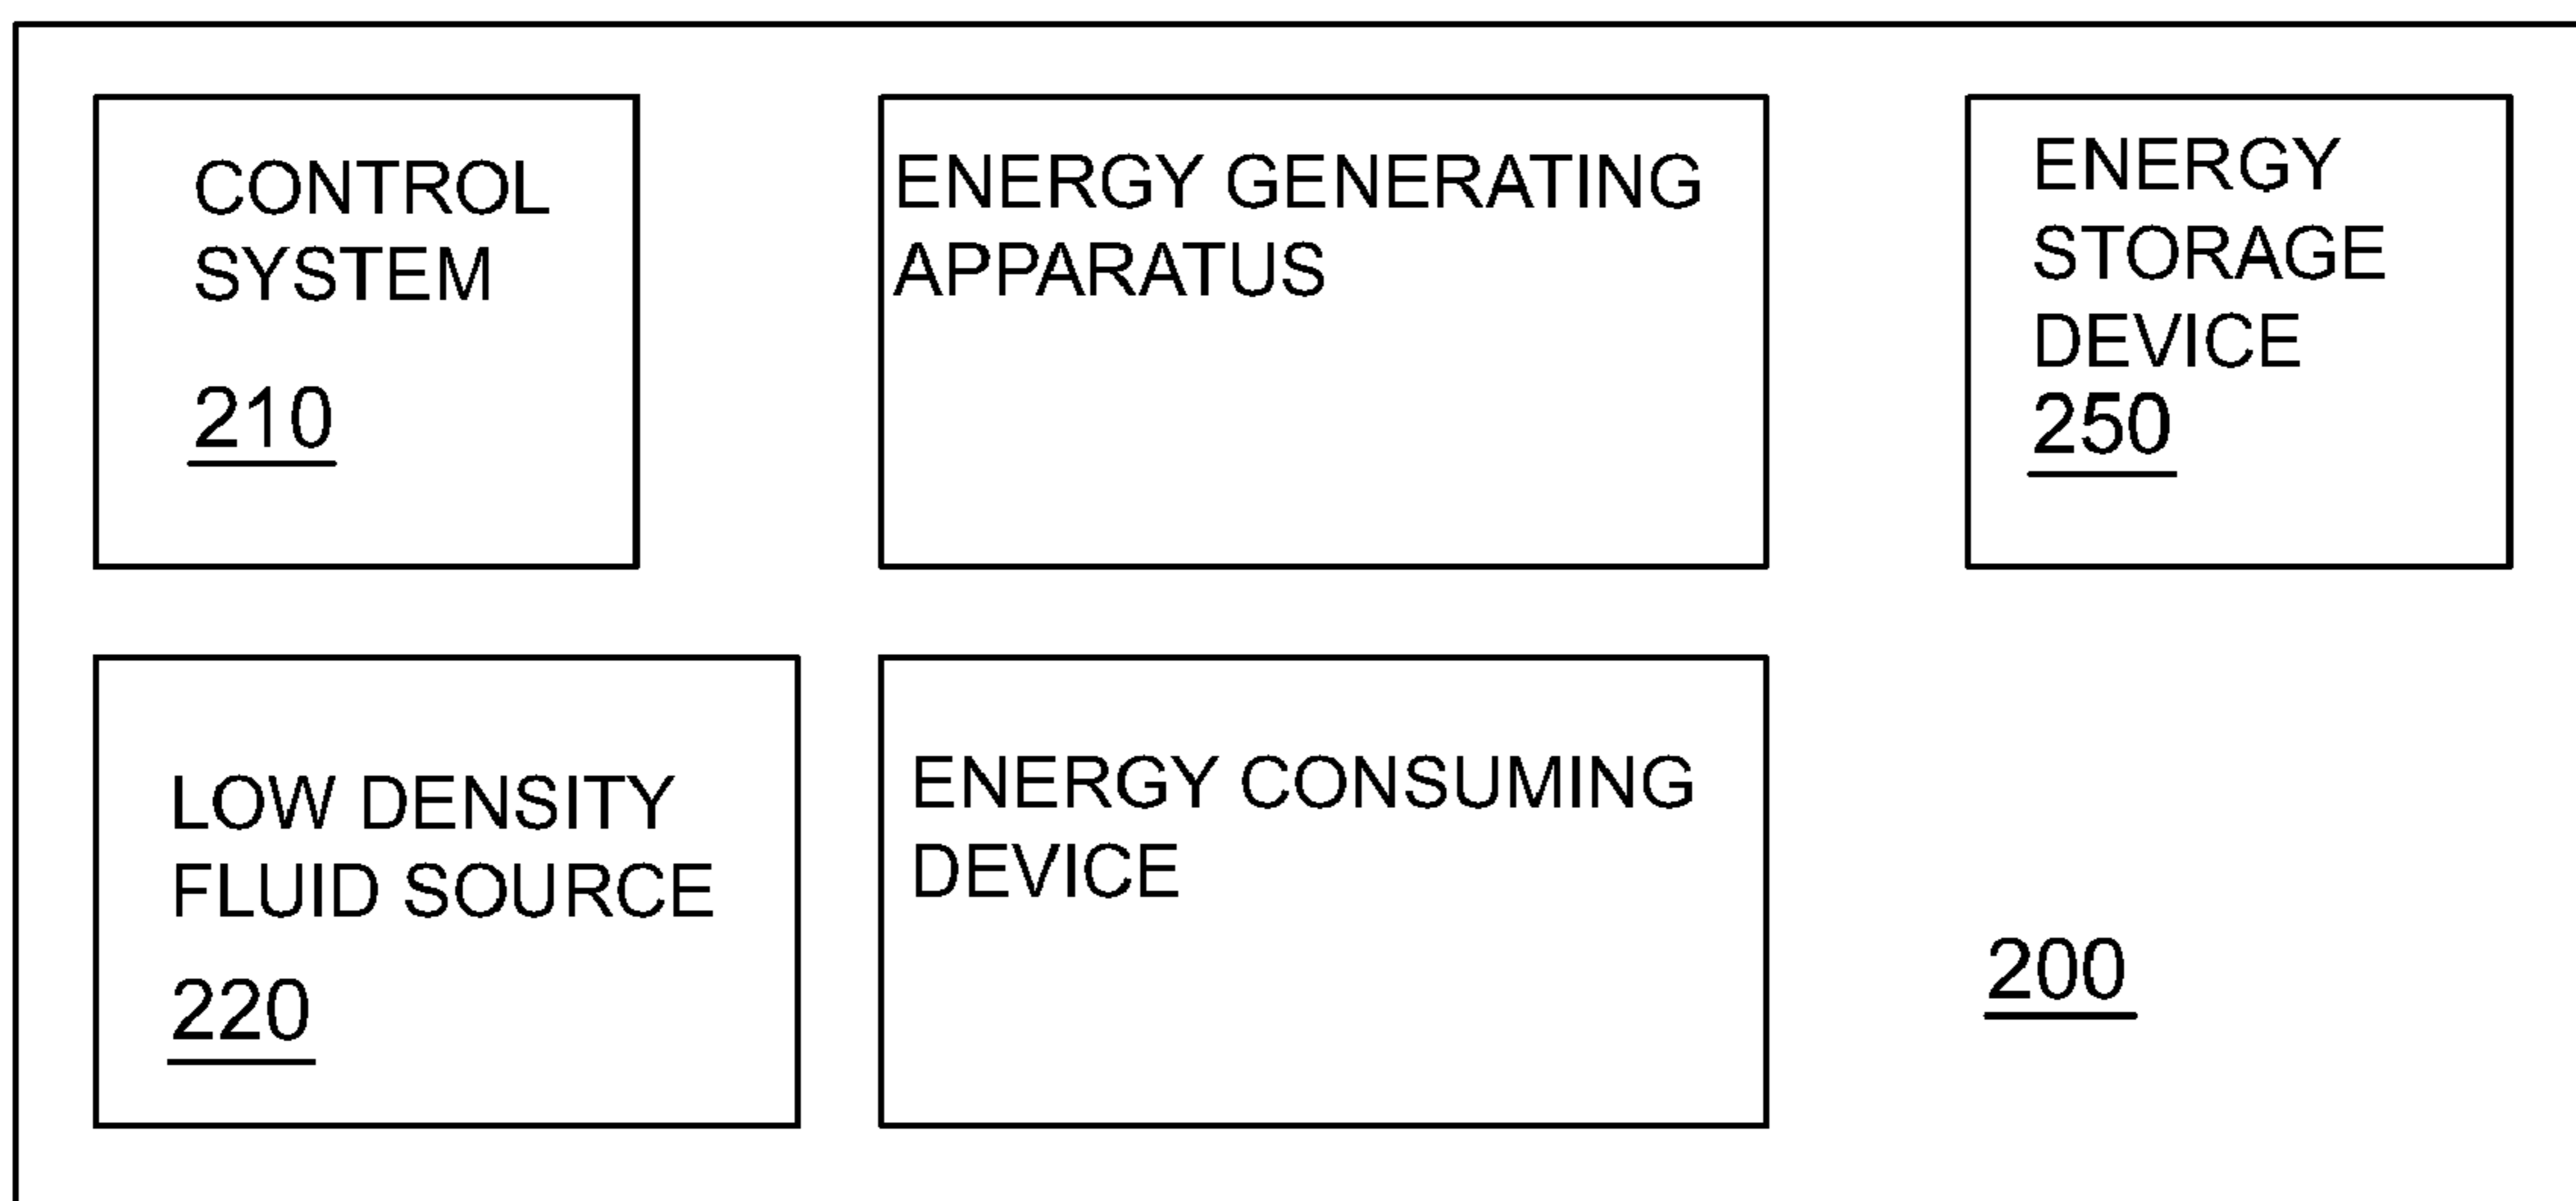 CONTROL
SYSTEM
210
ENERGY GENERATING
APPARATUS
ENERGY
STORAGE
DEVICE
250
LOW DENSITY
FLUID SOURCE
220
ENERGY CONSUMING
DEVICE
200